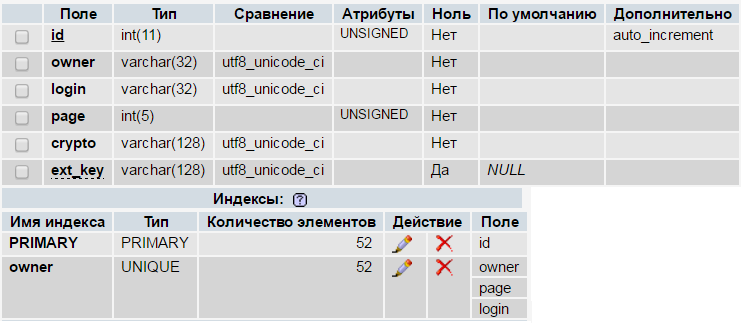 Поле Тип Сравнение Атрибуты Ноль По умолчанию Дополнительно
id int(11) UNSIGNED Нет auto_increment
owner varchar(32) utf8_unicode_ci Нет
login varchar(32) utf8_unicode_ci Нет
page int(5) UNSIGNED Нет
crypto varchar(128) utf8_unicode_ci Нет
ext_key varchar(128) utf8_unicode_ci Да NULL
Индексы: ?
Имя индекса Тип Количество элементов Действие Поле
PRIMARY PRIMARY 52 id
owner UNIQUE 52 owner
page
login